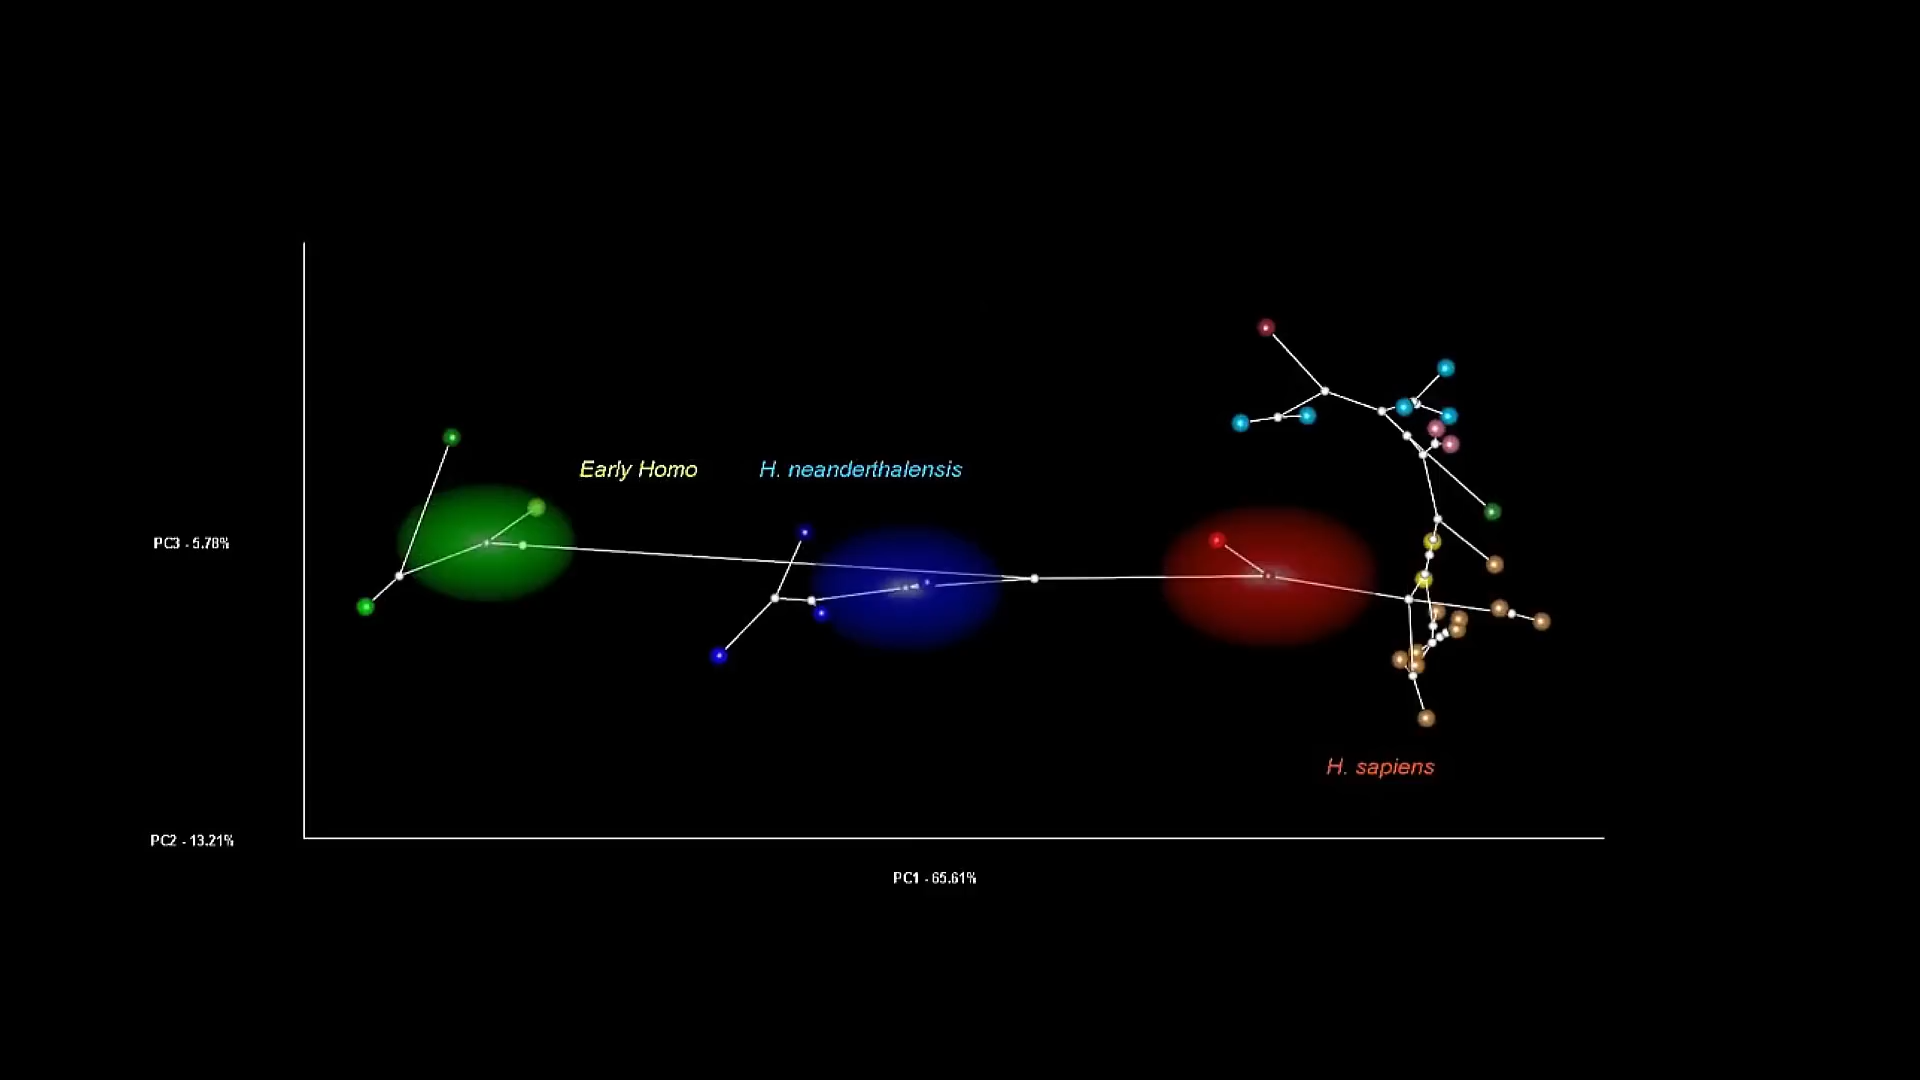 Early Homo
H. neanderthalensis
PC3 - 5.78%
H. sapiens
PC2 - 13.21%
PC1 - 65.61%